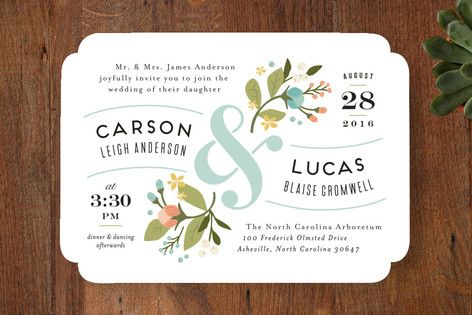 Mr. & Mrs. James Anderson
joyfully invite you to join the
wedding of their daughter
AUGUST
28
2016
CARSON
LEIGH ANDERSON
&
LUCAS
BLAISE CROMWELL
at
3:30
PM
dinner & dancing
afterwards
The North Carolina Arboretum
100 Frederick Olmsted Drive
Asheville, North Carolina 30647